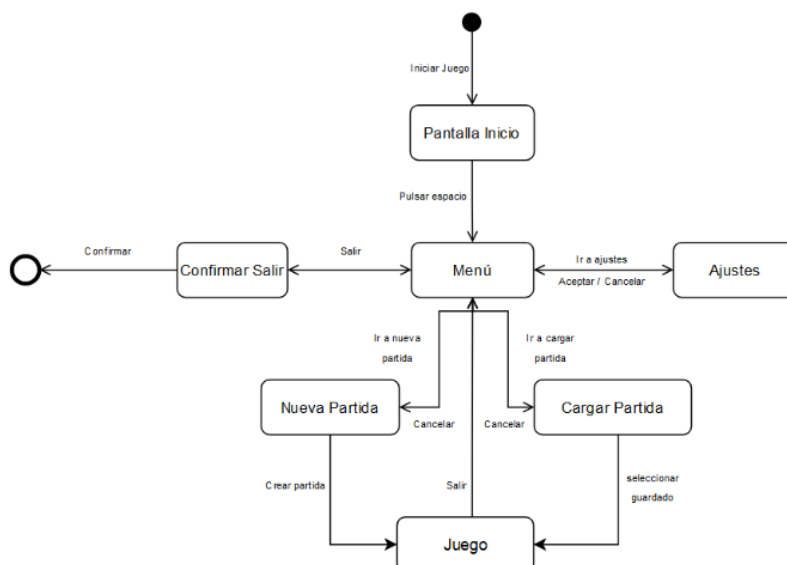 Iniciar Juego
Pantalla Inicio
Pulsar espacio
Confirmar
Confirmar Salir
Salir
Menú
Ir a ajustes
Aceptar / Cancelar
Ajustes
Ir a nueva
partida
Ir a cargar
partida
Nueva Partida
Cancelar
Cancelar
Cargar Partida
Crear partida
Salir
seleccionar
guardado
Juego